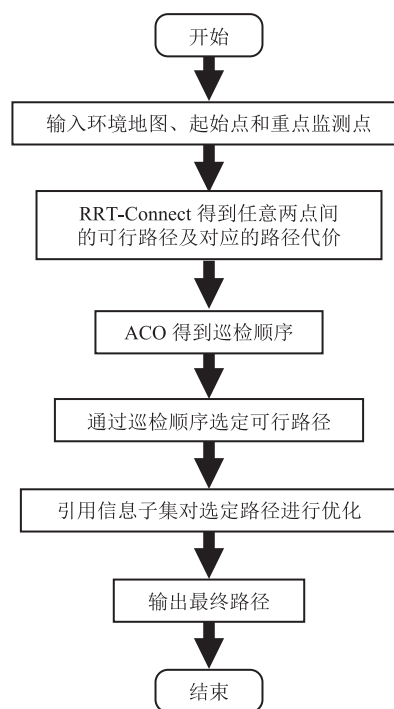 开始
输入环境地图、起始点和重点监测点
RRT-Connect 得到任意两点间
的可行路径及对应的路径代价
ACO 得到巡检顺序
通过巡检顺序选定可行路径
引用信息子集对选定路径进行优化
输出最终路径
结束